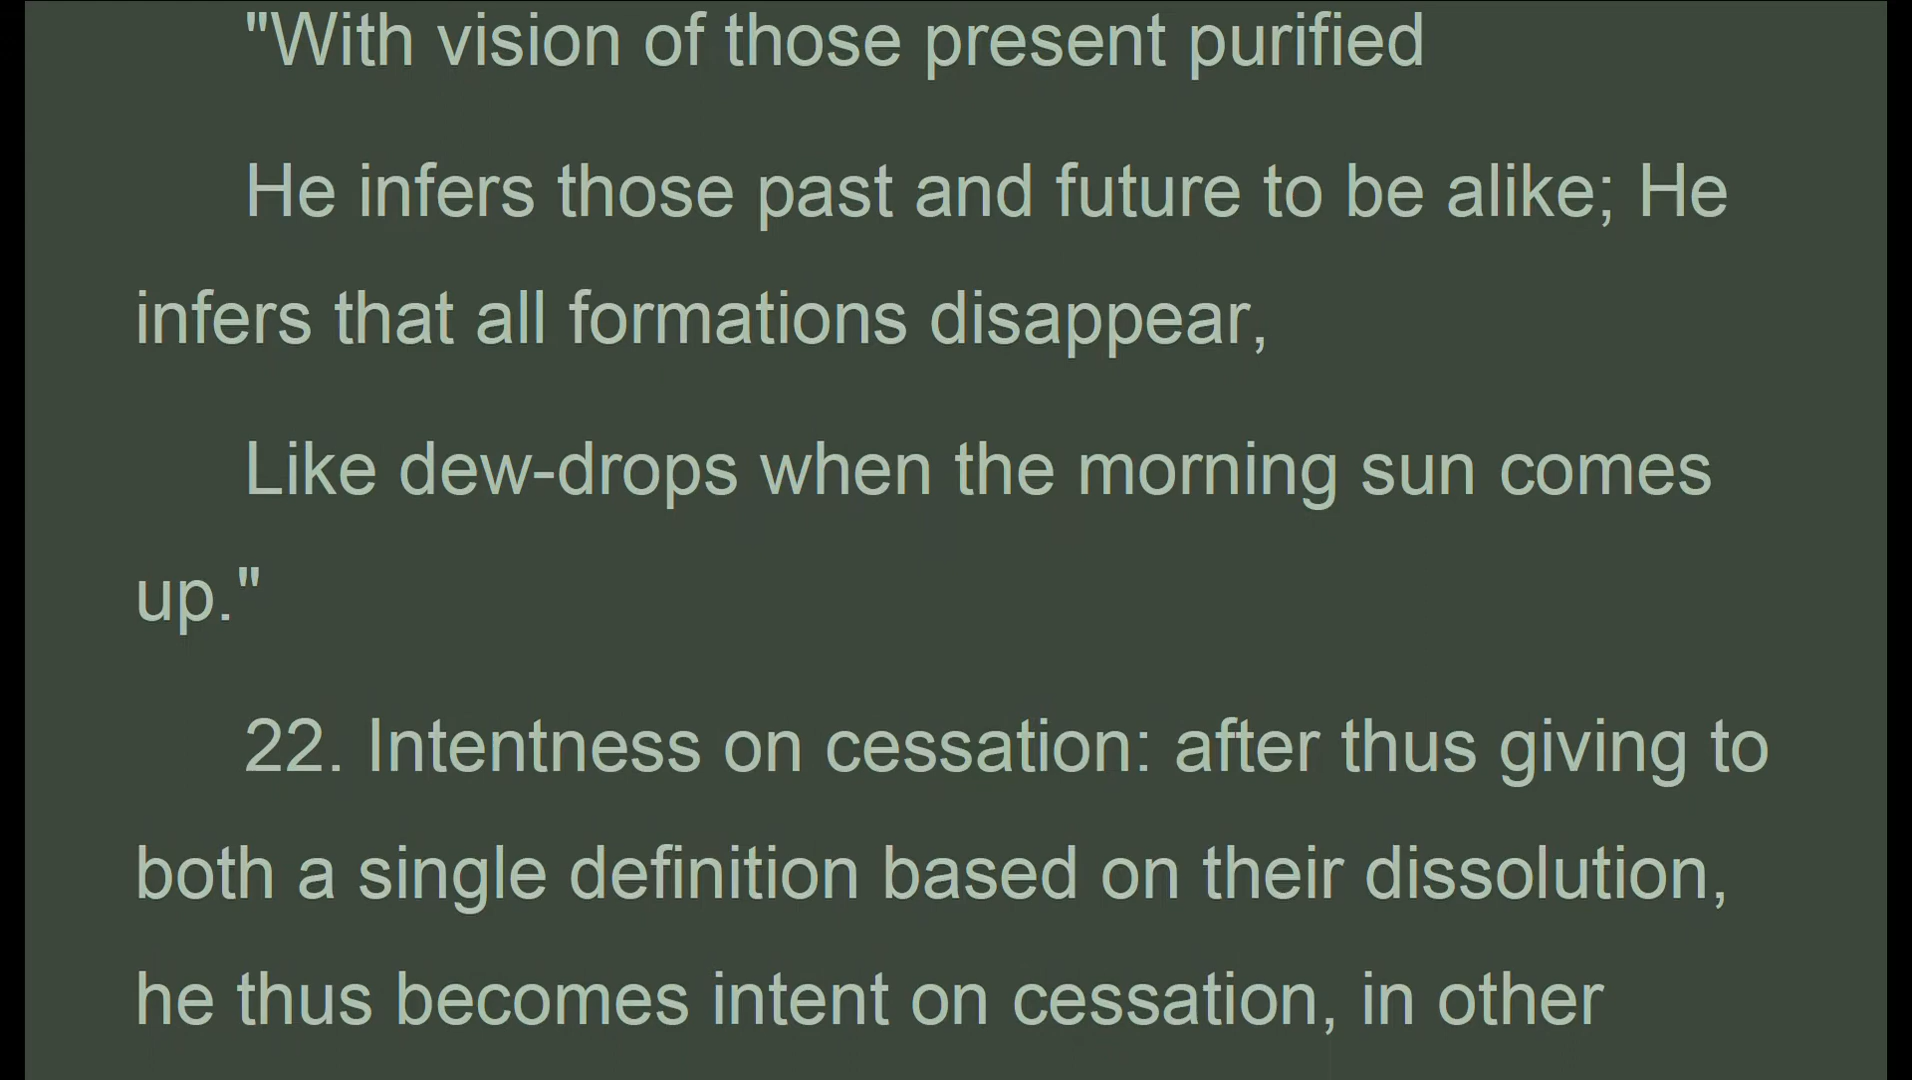 "With vision of those present purified
He infers those past and future to be alike; He
infers that all formations disappear,
Like dew-drops when the morning sun comes
up."
22. Intentness on cessation: after thus giving to
both a single definition based on their dissolution,
he thus becomes intent on cessation, in other